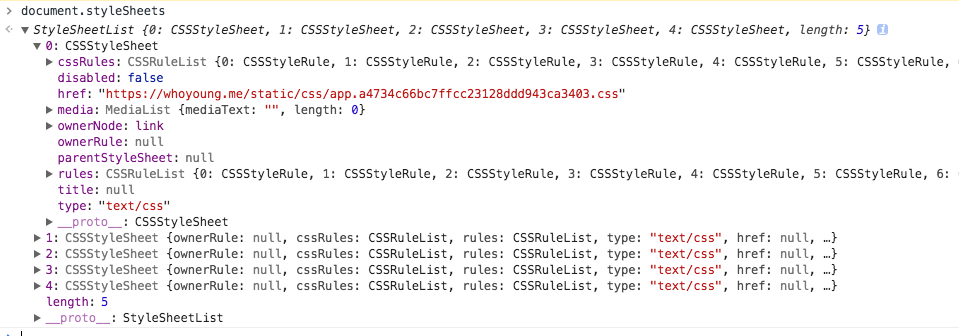 > document.styleSheets
StyleSheetList {0: CSSStyleSheet, 1: CSSStyleSheet, 2: CSSStyleSheet, 3: CSSStyleSheet, 4: CSSStyleSheet, length: 5} i
0: CSSStyleSheet
cssRules: CSSRuleList {0: CSSStyleRule, 1: CSSStyleRule, 2: CSSStyleRule, 3: CSSStyleRule, 4: CSSStyleRule, 5: CSSStyleRule,
disabled: false
href: "https://whoyoung.me/static/css/app.a4734c66bc7ffcc23128ddd943ca3403.css"
media: MediaList {mediaText: "", length: 0}
ownerNode: link
ownerRule: null
parentStyleSheet: null
rules: CSSRuleList {0: CSSStyleRule, 1: CSSStyleRule, 2: CSSStyleRule, 3: CSSStyleRule, 4: CSSStyleRule, 5: CSSStyleRule, 6:
title: null
type: "text/css"
__proto__: CSSStyleSheet
1: CSSStyleSheet {ownerRule: null, cssRules: CSSRuleList, rules: CSSRuleList, type: "text/css", href: null, …}
2: CSSStyleSheet {ownerRule: null, cssRules: CSSRuleList, rules: CSSRuleList, type: "text/css", href: null, …}
3: CSSStyleSheet {ownerRule: null, cssRules: CSSRuleList, rules: CSSRuleList, type: "text/css", href: null, …}
4: CSSStyleSheet {ownerRule: null, cssRules: CSSRuleList, rules: CSSRuleList, type: "text/css", href: null, …}
length: 5
__proto__: StyleSheetList